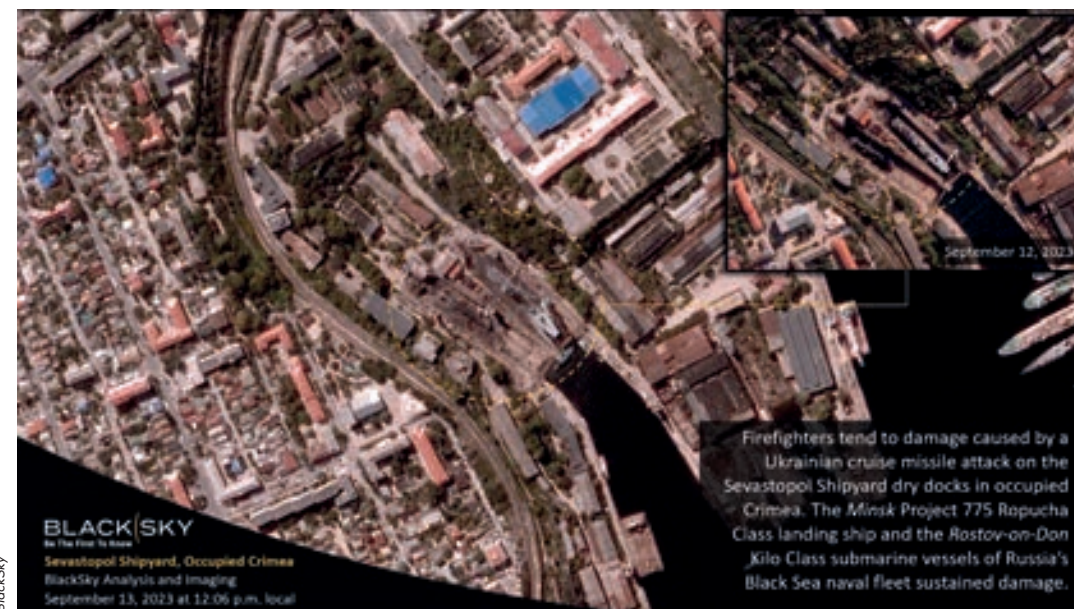 September 12, 2023
Firefighters tend to damage caused by a
Ukrainian cruise missile attack on the
Sevastopol Shipyard dry docks in occupied
Crimea. The Minsk Project 775 Ropucha
Class landing ship and the Rostov-on-Don
Kilo Class submarine vessels of Russia's
Black Sea naval fleet sustained damage.
BLACKSKY
Be The First To Know
Sevastopol Shipyard, Occupied Crimea
BlackSky Analysis and Imaging
September 13, 2023 at 12:06 p.m. local
BlackSky